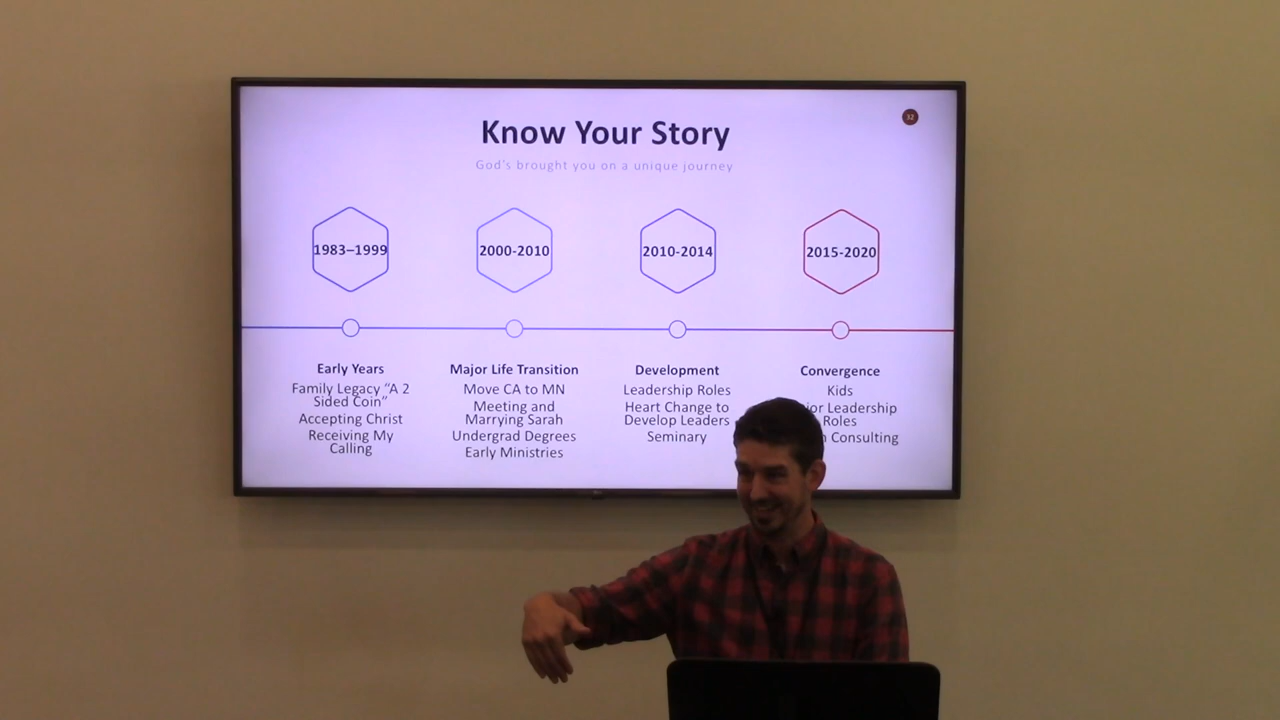 Know Your Story
32
God's brought you on a unique journey
1983–1999
2000-2010
2010-2014
2015-2020
Early Years
Family Legacy "A 2
Sided Coin"
Accepting Christ
Receiving My
Calling
Major Life Transition
Move CA to MN
Meeting and
Marrying Sarah
Undergrad Degrees
Early Ministries
Development
Leadership Roles
Heart Change to
Develop Leaders
Seminary
Convergence
Kids
Leadership
Roles
Consulting